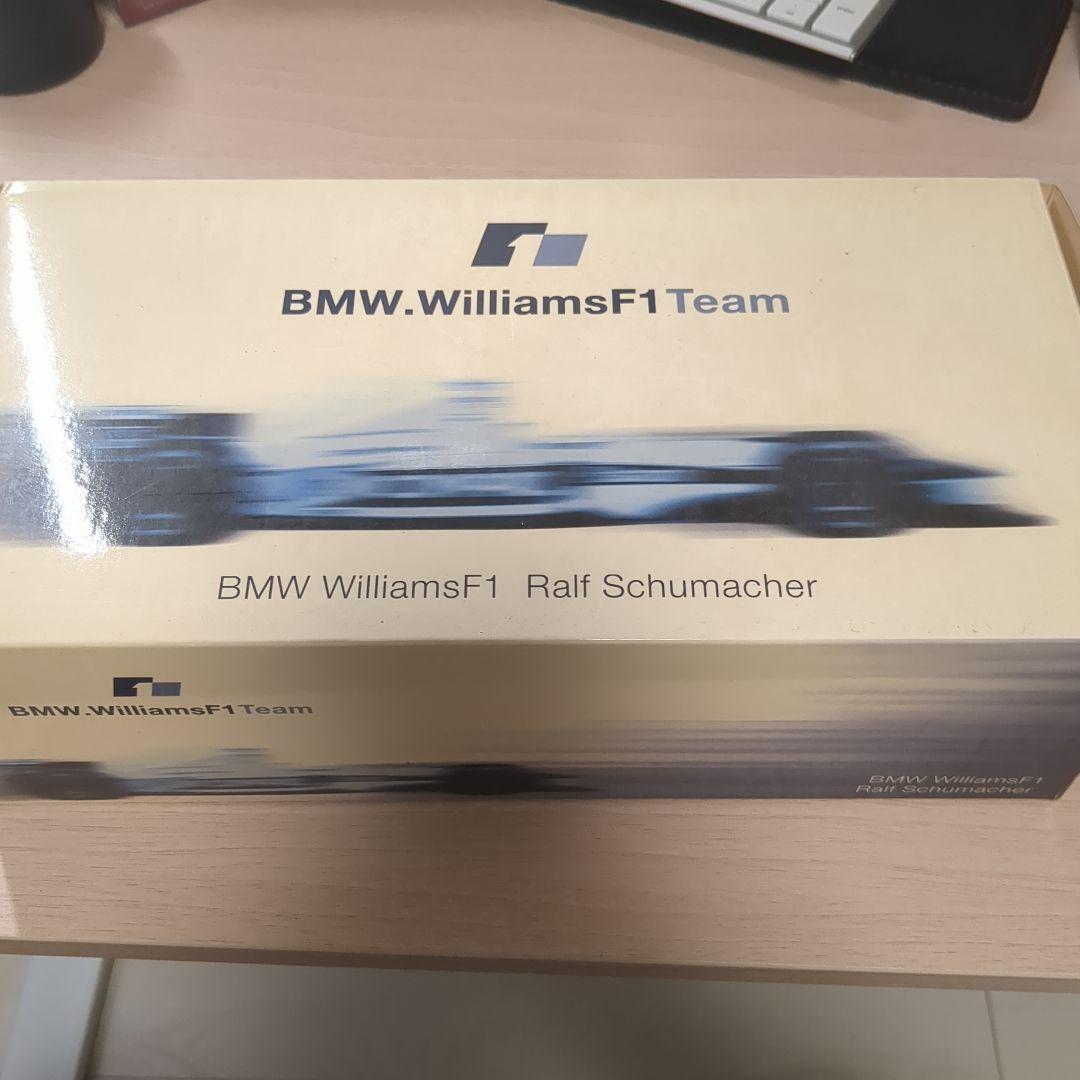 BMW.WilliamsF1Team
BMW WilliamsF1 Ralf Schumacher
BMW.WilliamsF1Team
BMW WilliamsF1
Ralf Schumacher